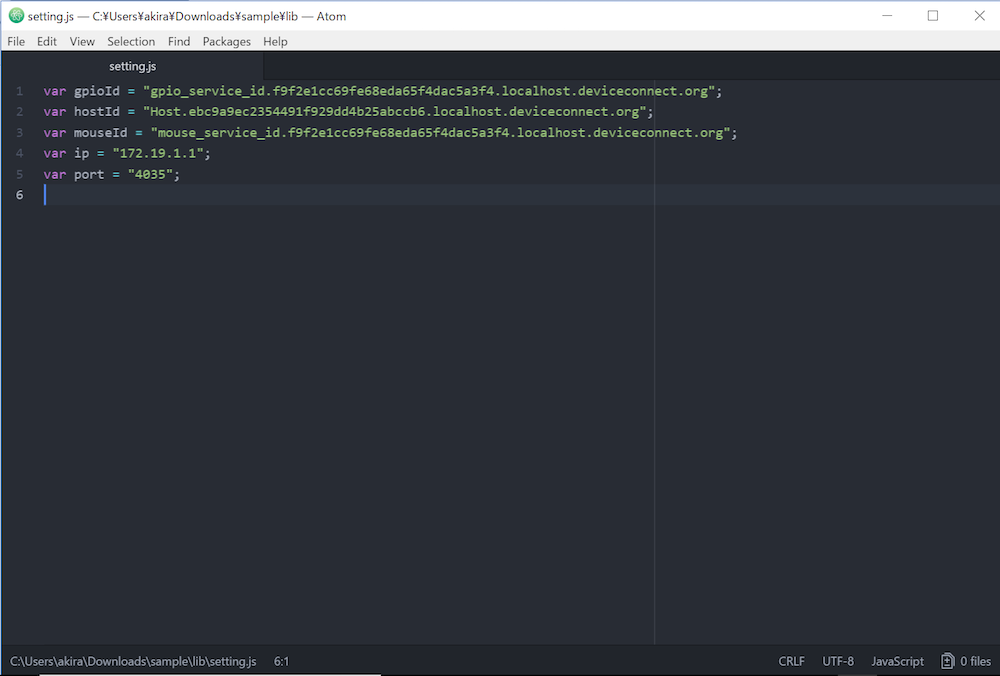 setting.js — C:¥Users¥akira¥Downloads¥sample¥lib — Atom
File Edit View Selection Find Packages Help
setting.js
1 var gpioId = "gpio_service_id.f9f2e1cc69fe68eda65f4dac5a3f4.localhost.deviceconnect.org";
2 var hostId = "Host.ebc9a9ec2354491f929dd4b25abccb6.localhost.deviceconnect.org";
3 var mouseId = "mouse_service_id.f9f2e1cc69fe68eda65f4dac5a3f4.localhost.deviceconnect.org";
4 var ip = "172.19.1.1";
5 var port = "4035";
6
C:\Users\akira\Downloads\sample\lib\setting.js 6:1 CRLF UTF-8 JavaScript 0 files